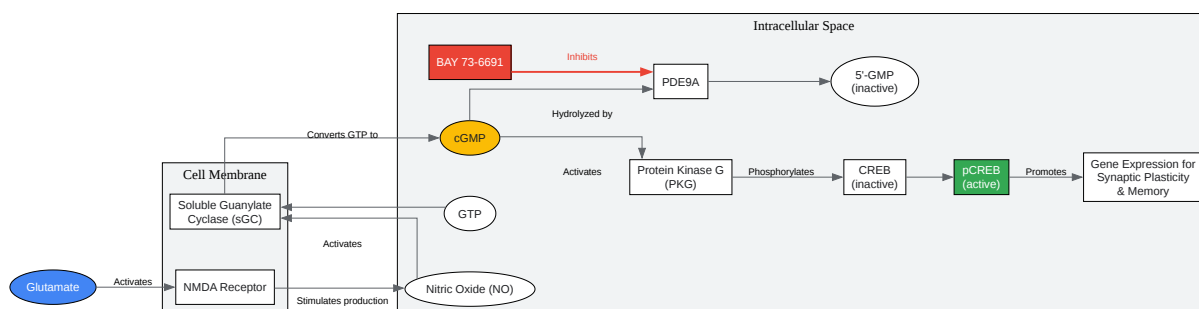 Intracellular Space
BAY 73-6691
Inhibits
PDE9A
5'-GMP
(inactive)
Hydrolyzed by
Converts GTP to
cGMP
Cell Membrane
Activates
Protein Kinase G
(PKG)
Phosphorylates
CREB
(inactive)
pCREB
(active)
Promotes
Gene Expression for
Synaptic Plasticity
& Memory
Soluble Guanylate
Cyclase (sGC)
GTP
Activates
Glutamate
Activates
NMDA Receptor
Stimulates production
Nitric Oxide (NO)